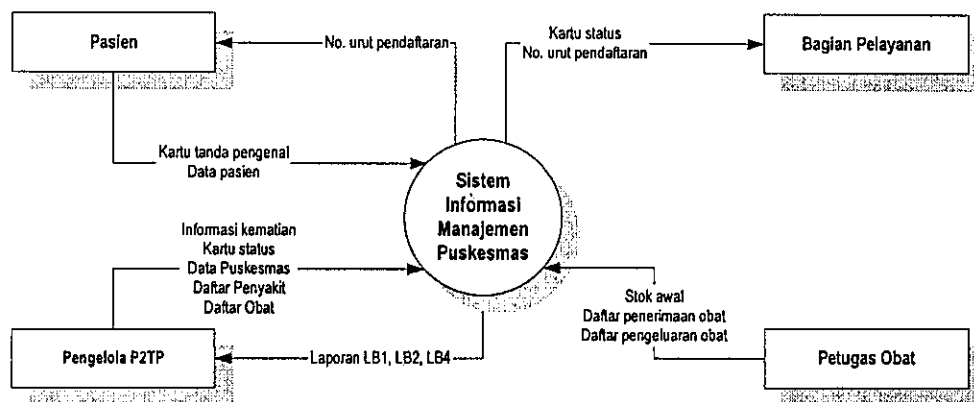 Pasien
No. urut pendaftaran
Kartu status
No. urut pendaftaran
Bagian Pelayanan
Kartu tanda pengenal
Data pasien
Sistem
Informasi
Manajemen
Puskesmas
Informasi kematian
Kartu status
Data Puskesmas
Daftar Penyakit
Daftar Obat
Stok awal
Daftar penerimaan obat
Daftar pengeluaran obat
Pengelola P2TP
Laporan LB1, LB2, LB4
Petugas Obat